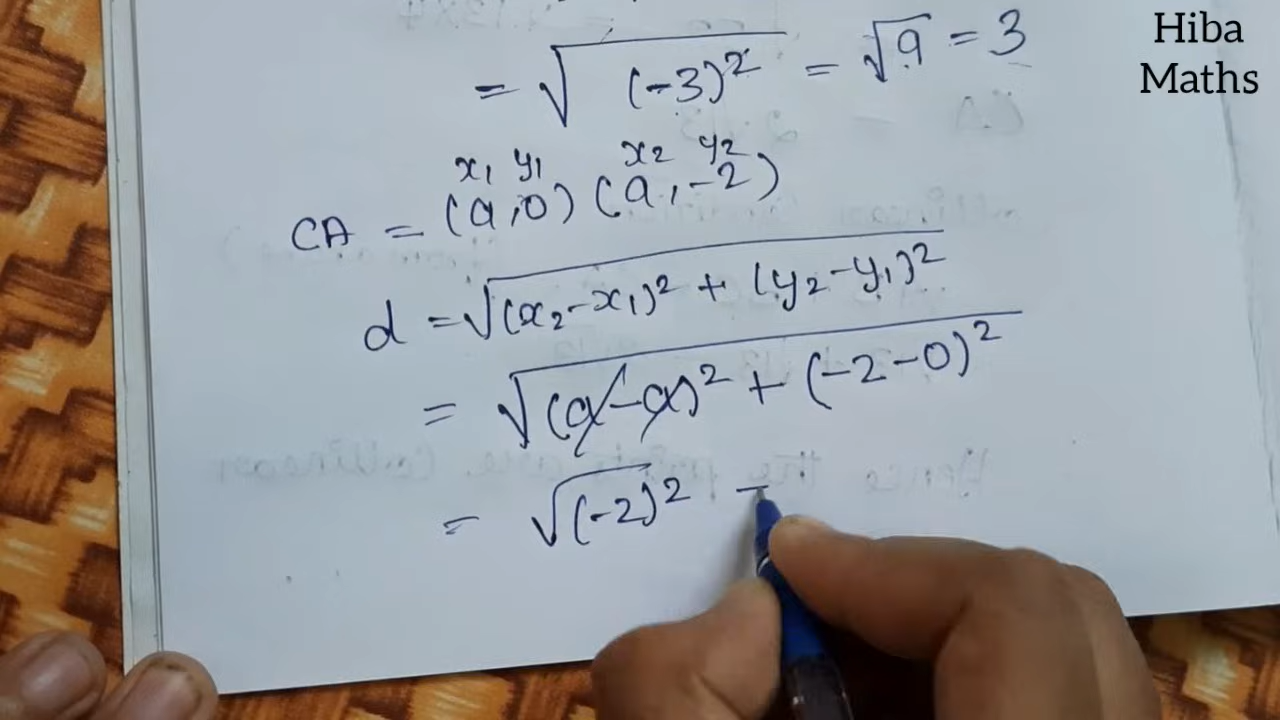 Hiba
Maths
= √(-3)² = √9 = 3
x₁ y₁ x₂ y₂
CA = (a, 0) (a, -2)
d = √(x₂-x₁)² + (y₂-y₁)²
= √(a-a)² + (-2-0)²
= √(-2)²